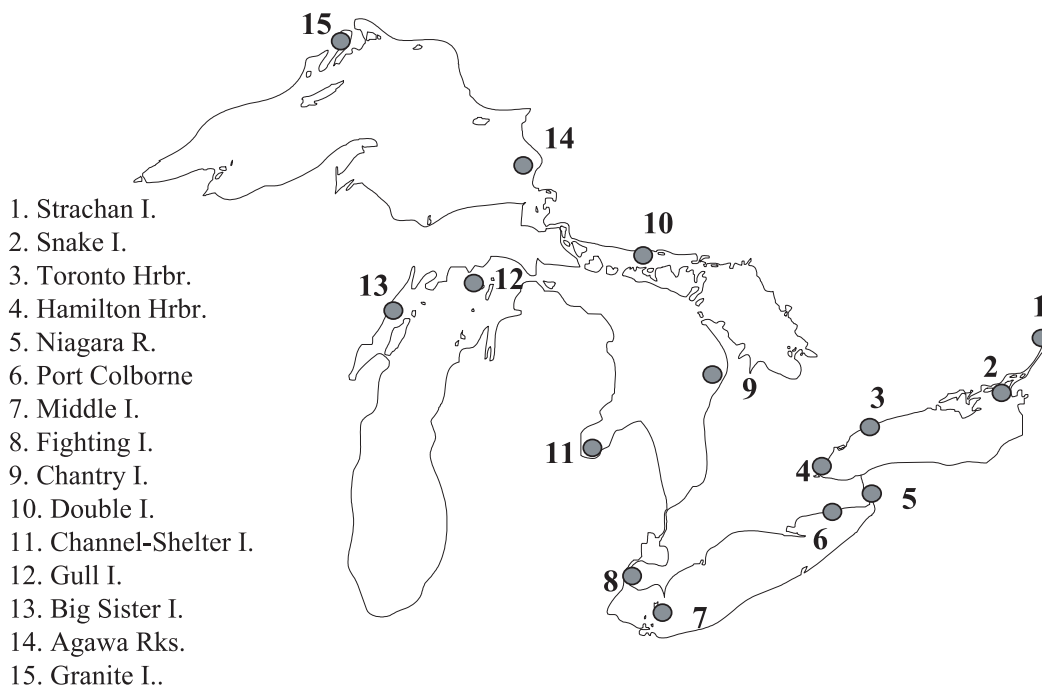 15
14
10
12
13
1
2
9
3
11
4
5
6
8
7
1. Strachan I.
2. Snake I.
3. Toronto Hrbr.
4. Hamilton Hrbr.
5. Niagara R.
6. Port Colborne
7. Middle I.
8. Fighting I.
9. Chantry I.
10. Double I.
11. Channel-Shelter I.
12. Gull I.
13. Big Sister I.
14. Agawa Rks.
15. Granite I..